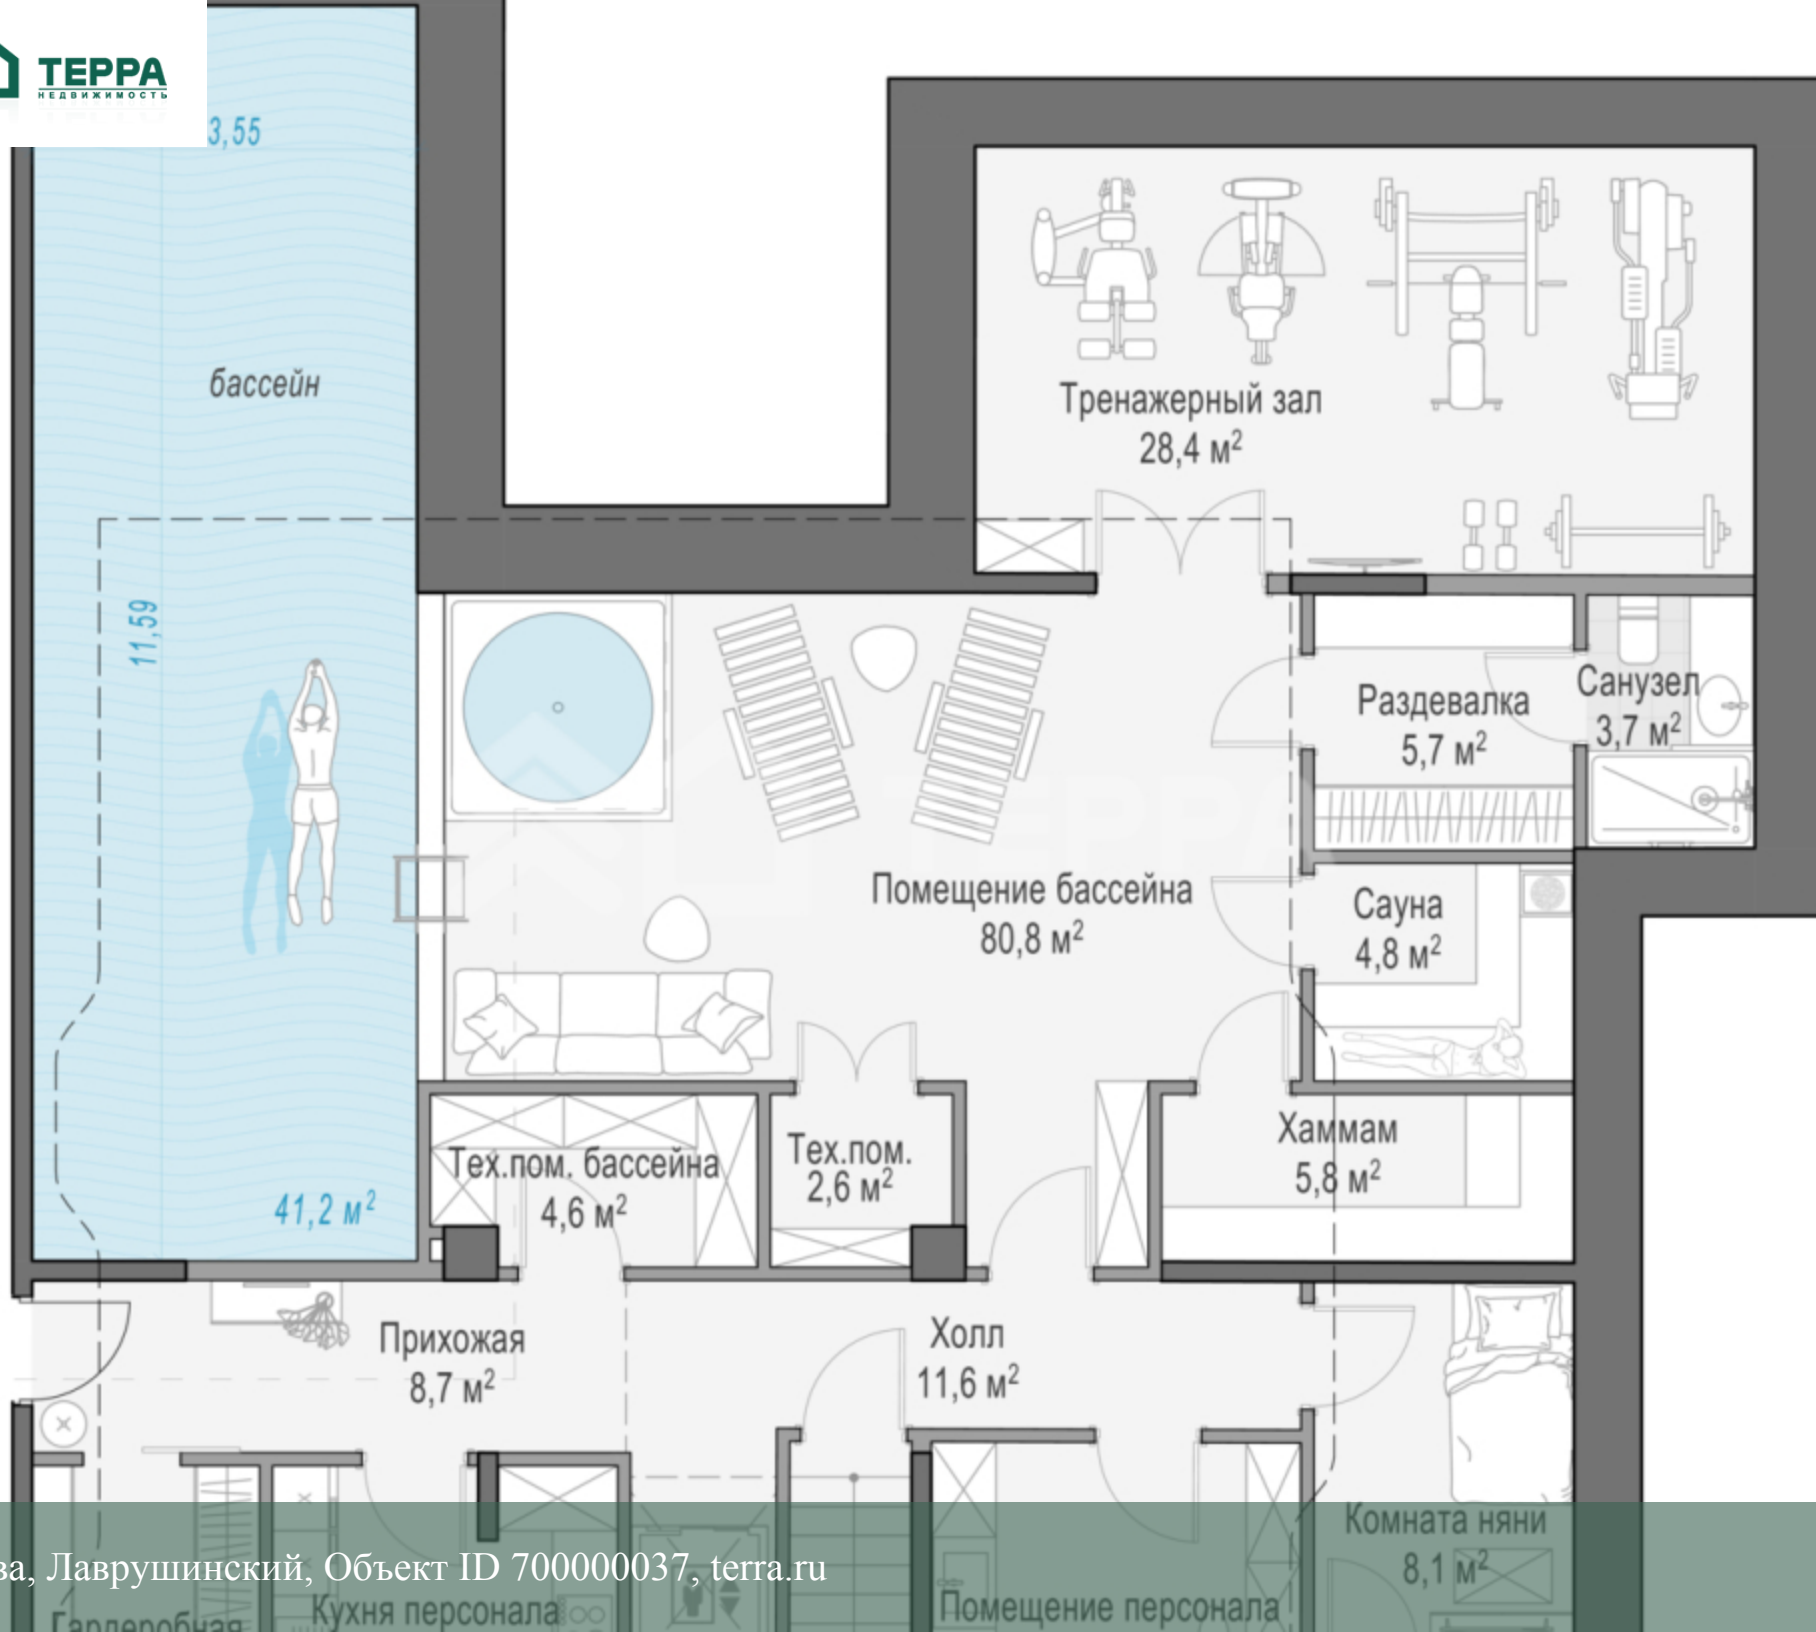 ТЕРРА
НЕДВИЖИМОСТЬ
3,55
бассейн
11,59
41,2 м²
Тренажерный зал
28,4 м²
Раздевалка
5,7 м²
Санузел
3,7 м²
Помещение бассейна
80,8 м²
Сауна
4,8 м²
Хаммам
5,8 м²
Тех.пом. бассейна
4,6 м²
Тех.пом.
2,6 м²
Прихожая
8,7 м²
Холл
11,6 м²
Комната няни
8,1 м²
Лаврушинский, Объект ID 700000037, terra.ru
Гардеробная
Кухня персонала
Помещение персонала
ТЕРРА